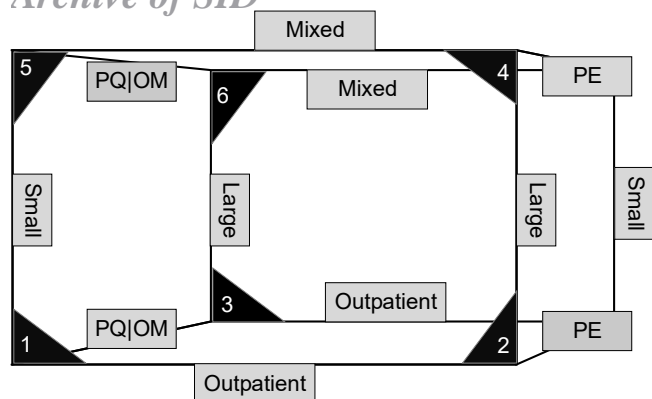 Archive of SID
Mixed
5
4
PQ|OM
6
Mixed
PE
Small
Large
Large
Small
3
Outpatient
1
PQ|OM
2
PE
Outpatient